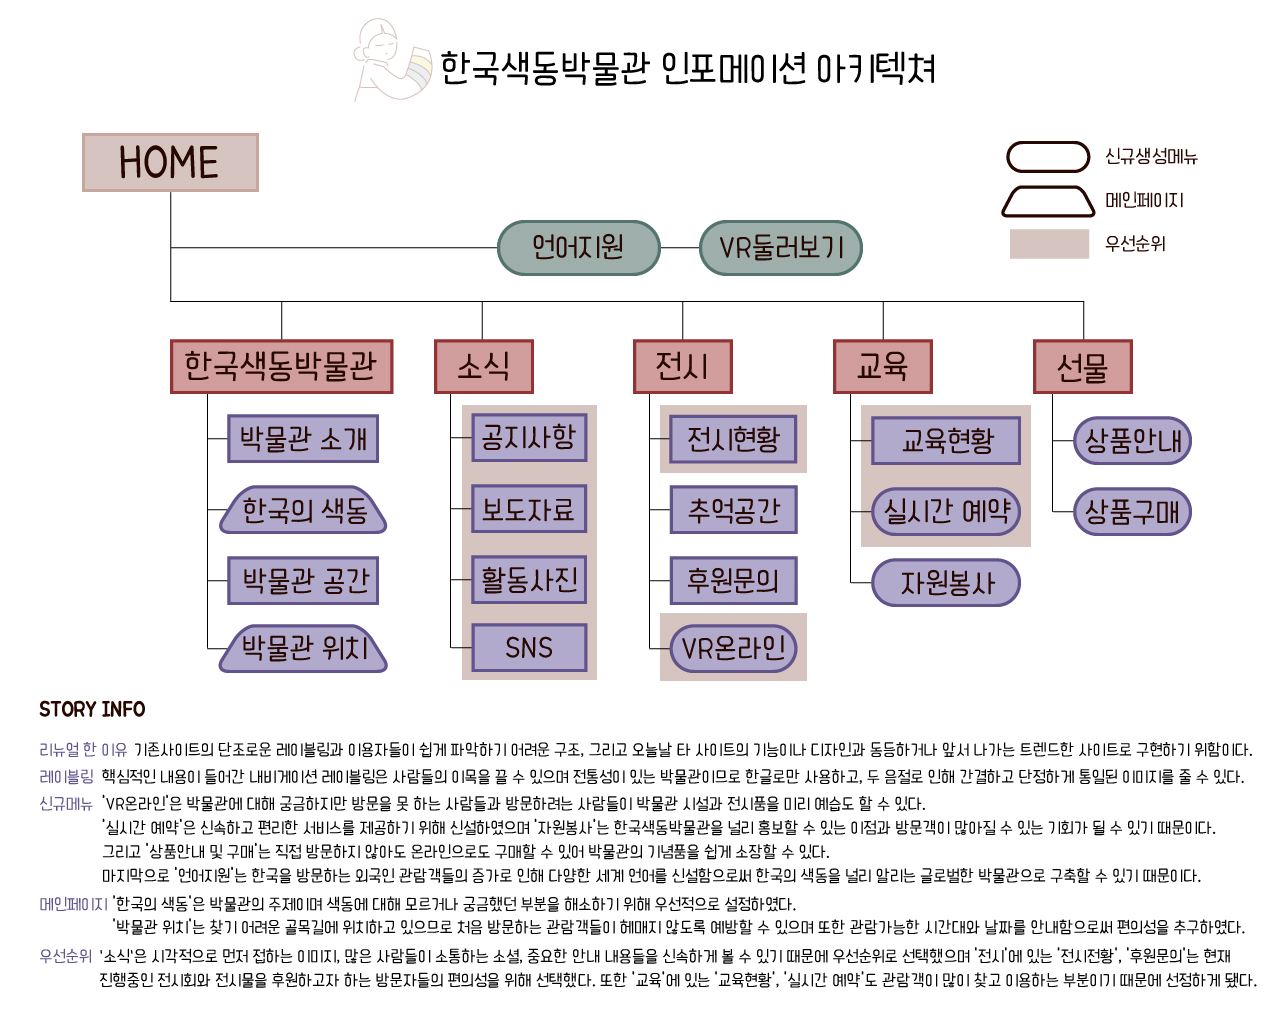 한국색동박물관 인포메이션 아키텍쳐
HOME
신규생성메뉴
메인페이지
우선순위
언어지원
VR둘러보기
한국색동박물관
소식
전시
교육
선물
박물관 소개
한국의 색동
박물관 공간
박물관 위치
공지사항
보도자료
활동사진
SNS
전시현황
추억공간
후원문의
VR온라인
교육현황
실시간 예약
자원봉사
상품안내
상품구매
STORY INFO
리뉴얼 한 이유 기존사이트의 단조로운 레이블링과 이용자들이 쉽게 파악하기 어려운 구조, 그리고 오늘날 타 사이트의 기능이나 디자인과 동등하거나 앞서 나가는 트렌드한 사이트로 구현하기 위함이다.
레이블링 핵심적인 내용이 들어간 내비게이션 레이블링은 사람들의 이목을 끌 수 있으며 전통성이 있는 박물관이므로 한글로만 사용하고, 두 음절로 인해 간결하고 단정하게 통일된 이미지를 줄 수 있다.
신규메뉴 'VR온라인'은 박물관에 대해 궁금하지만 방문을 못 하는 사람들과 방문하려는 사람들이 박물관 시설과 전시품을 미리 예습도 할 수 있다.
'실시간 예약'은 신속하고 편리한 서비스를 제공하기 위해 신설하였으며 '자원봉사'는 한국색동박물관을 널리 홍보할 수 있는 이점과 방문객이 많아질 수 있는 기회가 될 수 있기 때문이다.
그리고 '상품안내 및 구매'는 직접 방문하지 않아도 온라인으로도 구매할 수 있어 박물관의 기념품을 쉽게 소장할 수 있다.
마지막으로 '언어지원'는 한국을 방문하는 외국인 관람객들의 증가로 인해 다양한 세계 언어를 신설함으로써 한국의 색동을 널리 알리는 글로벌한 박물관으로 구축할 수 있기 때문이다.
메인페이지 '한국의 색동'은 박물관의 주제이며 색동에 대해 모르거나 궁금했던 부분을 해소하기 위해 우선적으로 설정하였다.
'박물관 위치'는 찾기 어려운 골목길에 위치하고 있으므로 처음 방문하는 관람객들이 헤매지 않도록 예방할 수 있으며 또한 관람가능한 시간대와 날짜를 안내함으로써 편의성을 추구하였다.
우선순위 '소식'은 시각적으로 먼저 접하는 이미지, 많은 사람들이 소통하는 소셜, 중요한 안내 내용들을 신속하게 볼 수 있기 때문에 우선순위로 선택했으며 '전시'에 있는 '전시전황', '후원문의'는 현재
진행중인 전시회와 전시물을 후원하고자 하는 방문자들의 편의성을 위해 선택했다. 또한 '교육'에 있는 '교육현황', '실시간 예약'도 관람객이 많이 찾고 이용하는 부분이기 때문에 선정하게 됐다.